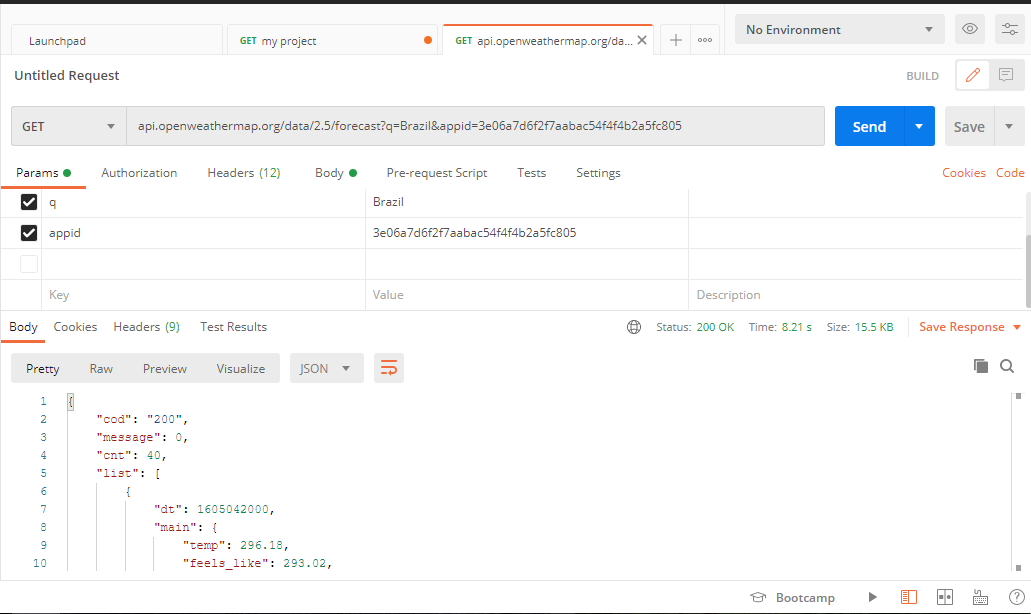 Launchpad GET my project GET api.openweathermap.org/da... No Environment
Untitled Request BUILD
GET api.openweathermap.org/data/2.5/forecast?q=Brazil&appid=3e06a7d6f2f7aabac54f4f4b2a5fc805 Send Save
Params Authorization Headers (12) Body Pre-request Script Tests Settings Cookies Code
q Brazil
appid 3e06a7d6f2f7aabac54f4f4b2a5fc805
Key Value Description
Body Cookies Headers (9) Test Results Status: 200 OK Time: 8.21 s Size: 15.5 KB Save Response
Pretty Raw Preview Visualize JSON
1 {
2 "cod": "200",
3 "message": 0,
4 "cnt": 40,
5 "list": [
6 {
7 "dt": 1605042000,
8 "main": {
9 "temp": 296.18,
10 "feels_like": 293.02,
Bootcamp